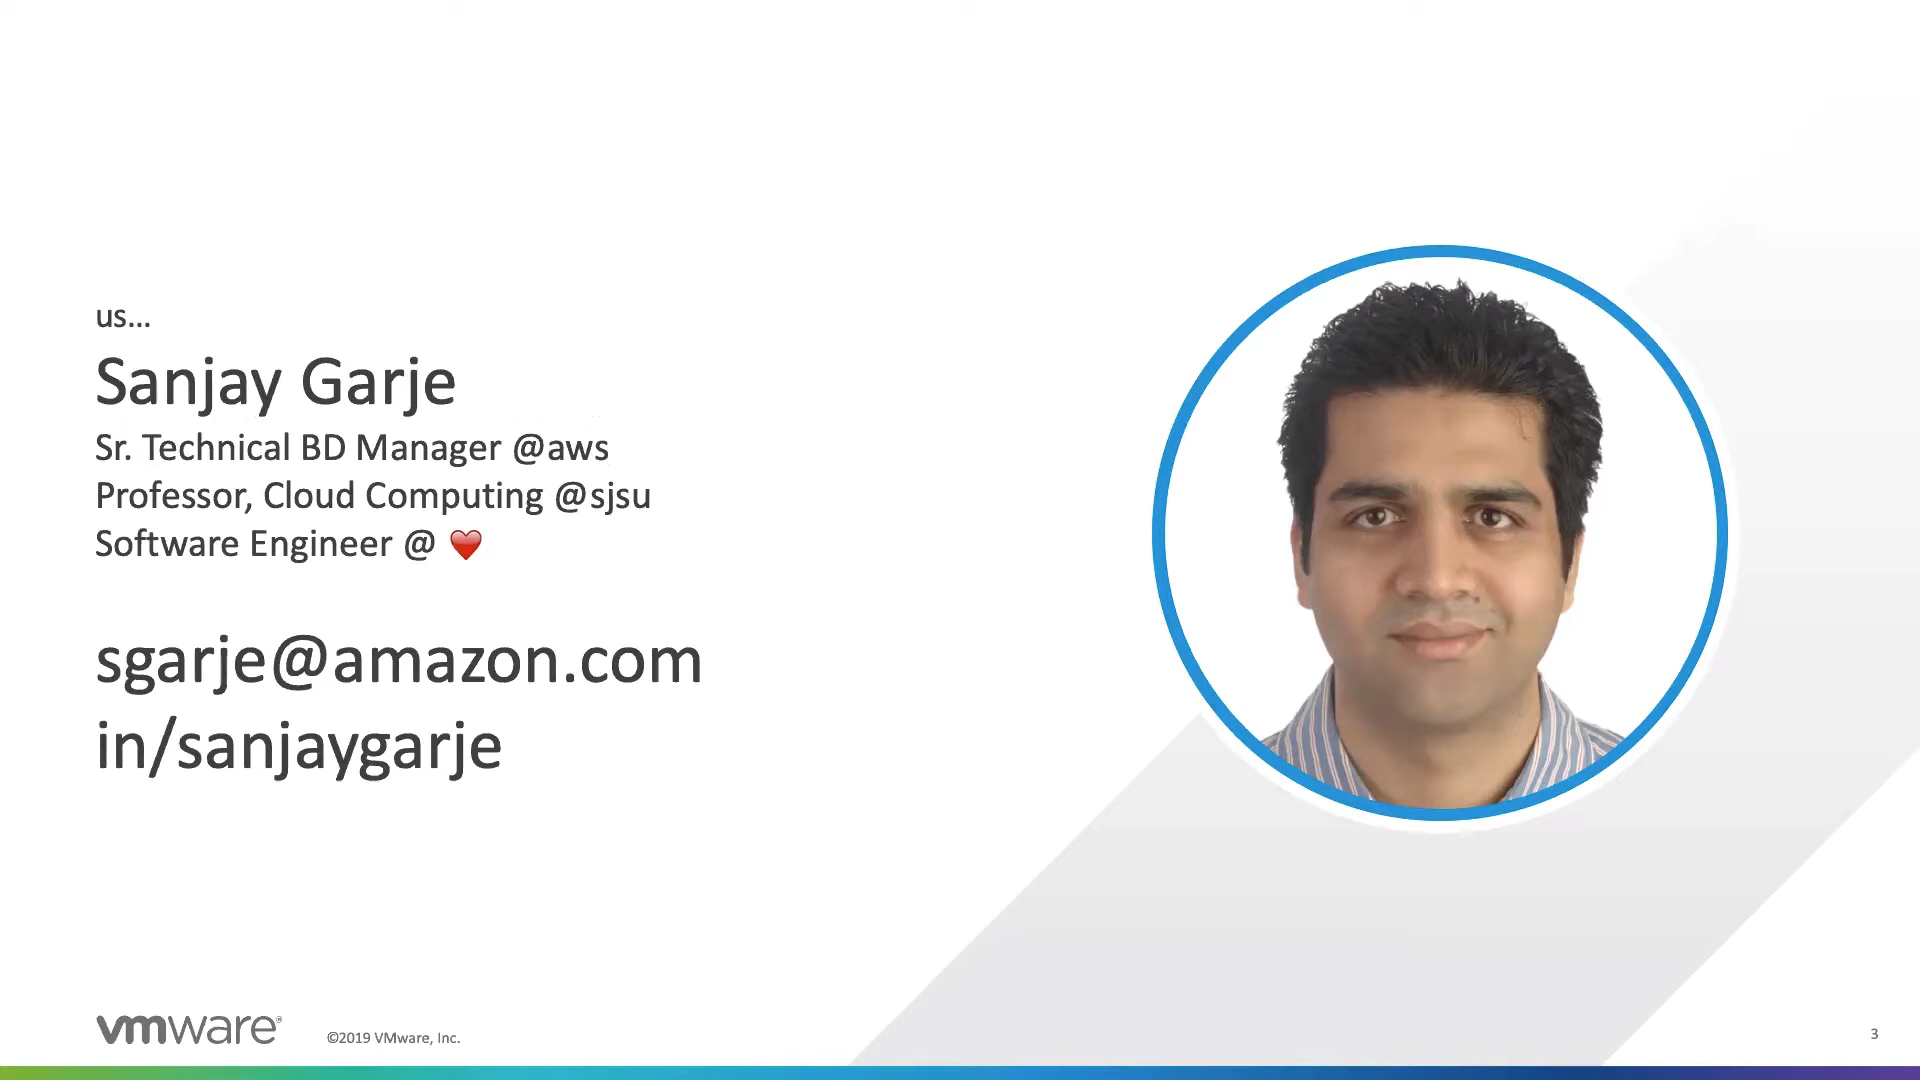 us...
Sanjay Garje
Sr. Technical BD Manager @aws
Professor, Cloud Computing @sjsu
Software Engineer @ ❤️
sgarje@amazon.com
in/sanjaygarje
vmware®
©2019 VMware, Inc.
3